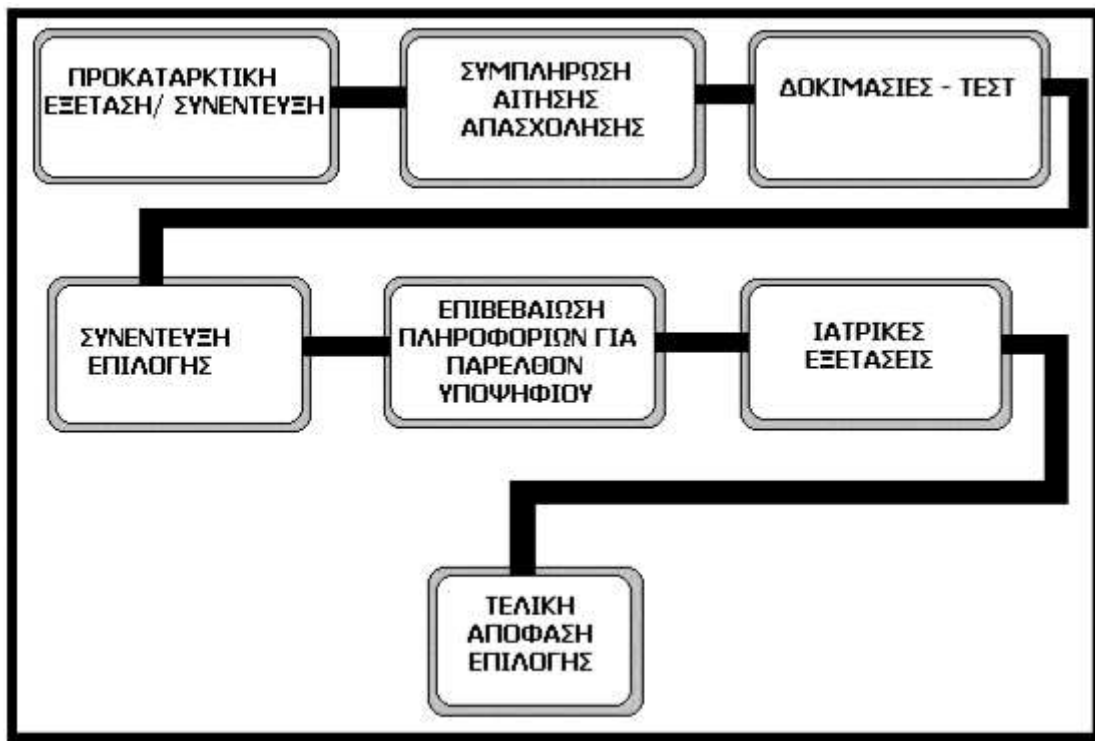 ΠΡΟΚΑΤΑΡΚΤΙΚΗ
ΕΞΕΤΑΣΗ/ ΣΥΝΕΝΤΕΥΞΗ
ΣΥΜΠΛΗΡΩΣΗ
ΑΙΤΗΣΗΣ
ΑΠΑΣΧΟΛΗΣΗΣ
ΔΟΚΙΜΑΣΙΕΣ - ΤΕΣΤ
ΣΥΝΕΝΤΕΥΞΗ
ΕΠΙΛΟΓΗΣ
ΕΠΙΒΕΒΑΙΩΣΗ
ΠΛΗΡΟΦΟΡΙΩΝ ΓΙΑ
ΠΑΡΕΛΘΟΝ
ΥΠΟΨΗΦΙΟΥ
ΙΑΤΡΙΚΕΣ
ΕΞΕΤΑΣΕΙΣ
ΤΕΛΙΚΗ
ΑΠΟΦΑΣΗ
ΕΠΙΛΟΓΗΣ